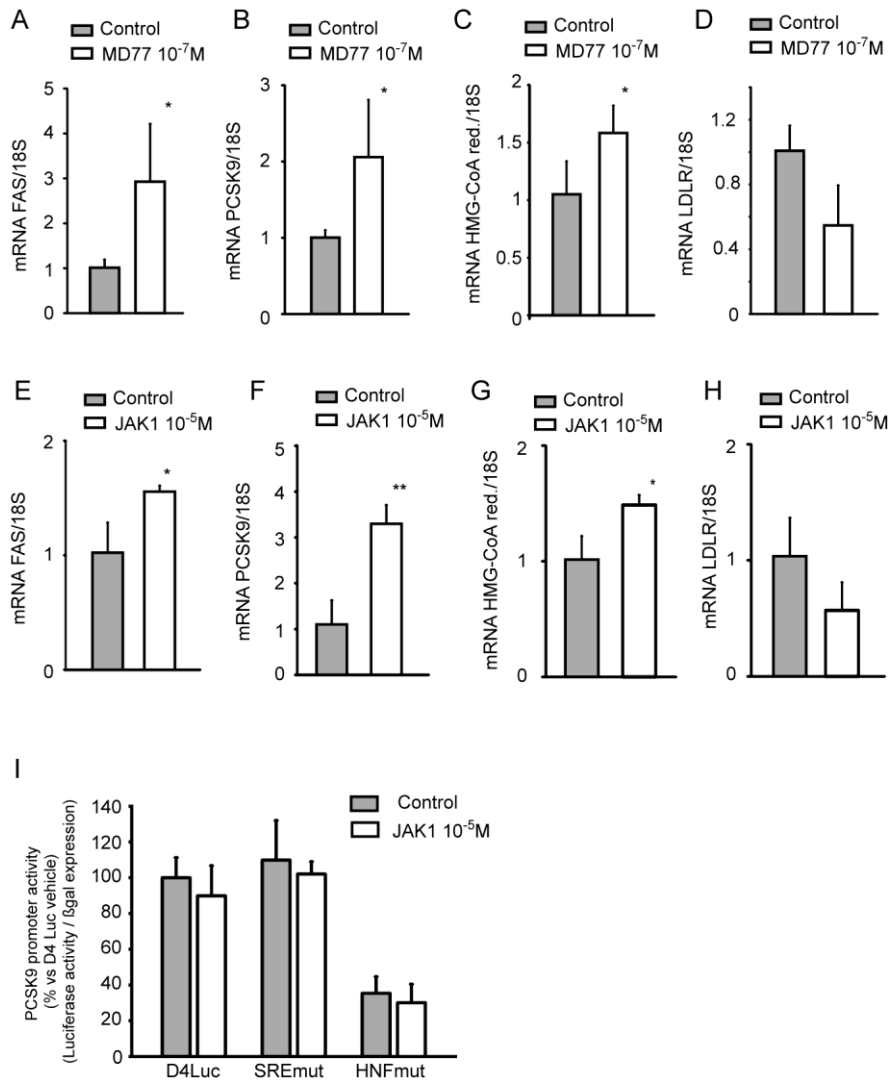 A
Control
MD77 10⁻⁷M
mRNA FAS/18S
5
4
3
2
1
0
*
B
Control
MD77 10⁻⁷M
mRNA PCSK9/18S
3
2
1
0
*
C
Control
MD77 10⁻⁷M
mRNA HMG-CoA red./18S
2
1.5
1
0.5
0
*
D
Control
MD77 10⁻⁷M
mRNA LDLR/18S
1.2
0.8
0.4
0
E
Control
JAK1 10⁻⁵M
mRNA FAS/18S
2
1
0
*
F
Control
JAK1 10⁻⁵M
mRNA PCSK9/18S
5
4
3
2
1
0
**
G
Control
JAK1 10⁻⁵M
mRNA HMG-CoA red./18S
2
1
0
*
H
Control
JAK1 10⁻⁵M
mRNA LDLR/18S
2
1
0
I
Control
JAK1 10⁻⁵M
PCSK9 promoter activity
(% vs D4 Luc vehicle)
(Luciferase activity / ßgal expression)
140
120
100
80
60
40
20
0
D4Luc
SREmut
HNFmut